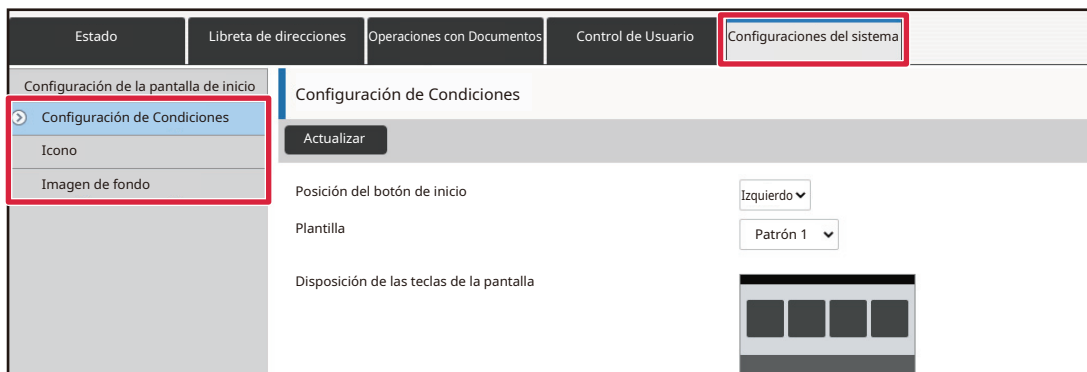 Estado
Libreta de direcciones
Operaciones con Documentos
Control de Usuario
Configuraciones del sistema
Configuración de la pantalla de inicio
Configuración de Condiciones
Icono
Imagen de fondo
Configuración de Condiciones
Actualizar
Posición del botón de inicio
Izquierdo
Plantilla
Patrón 1
Disposición de las teclas de la pantalla